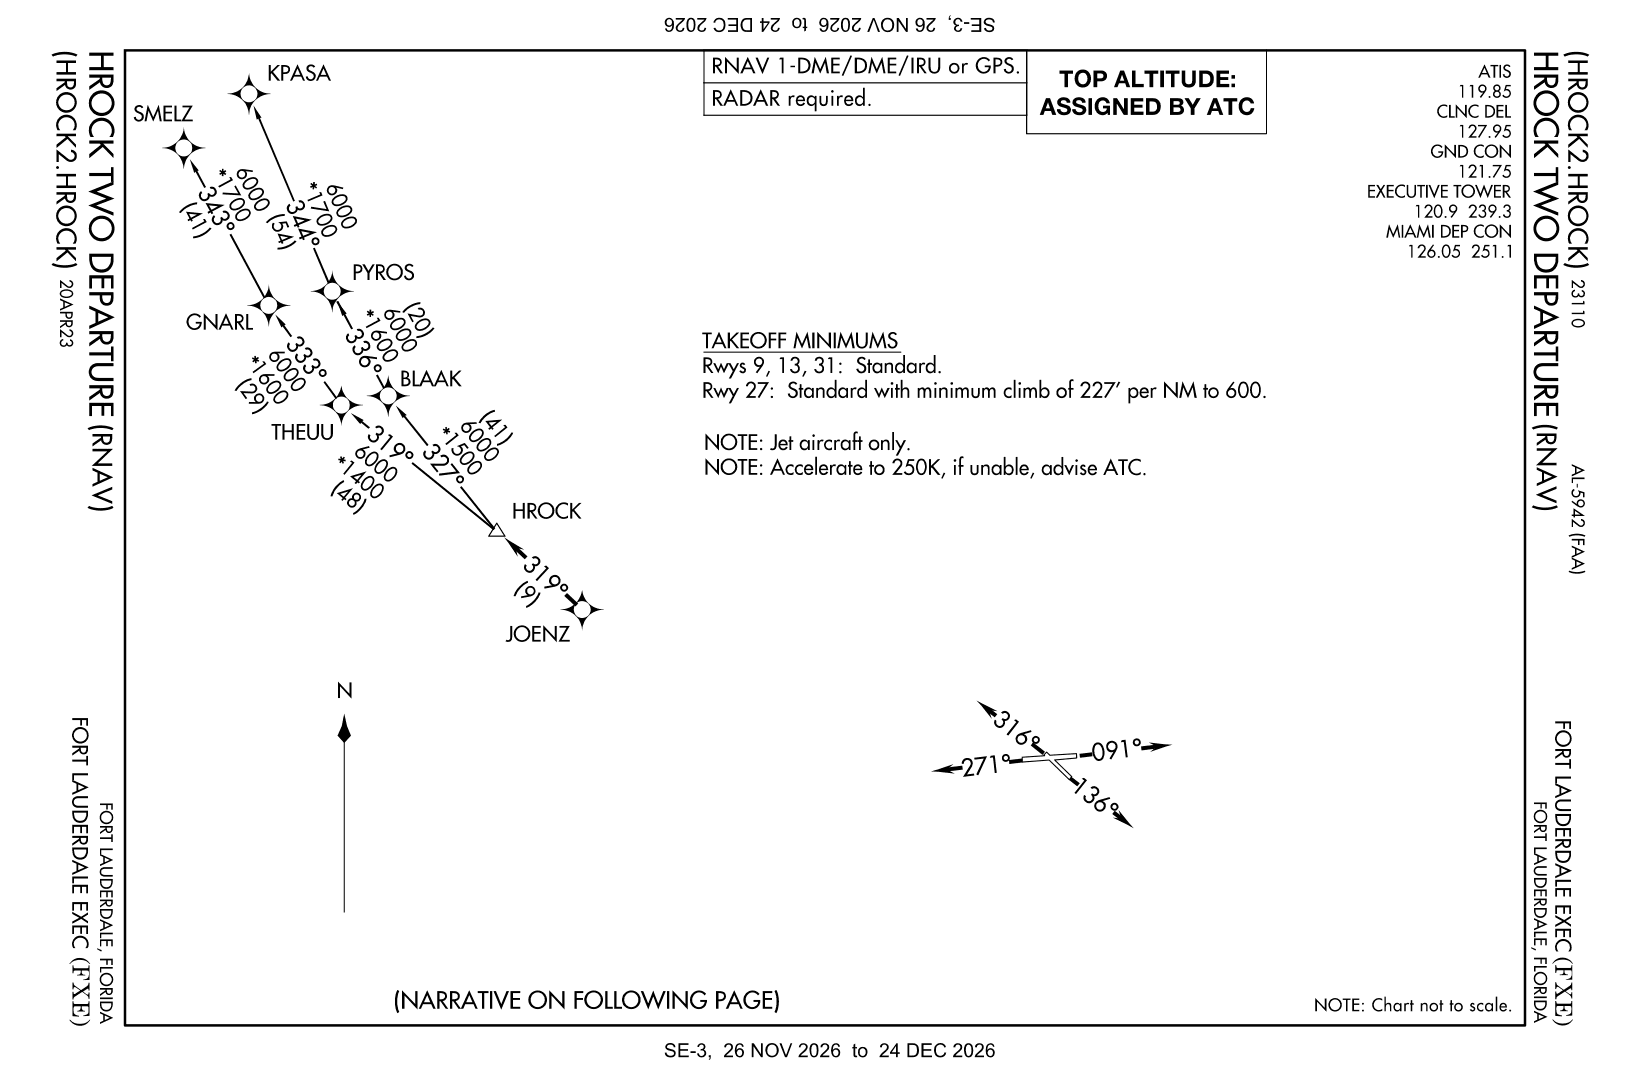 SE-3, 26 NOV 2026 to 24 DEC 2026
HROCK TWO DEPARTURE (RNAV)
(HROCK2.HROCK) 20APR23
FORT LAUDERDALE, FLORIDA
FORT LAUDERDALE EXEC (FXE)
(HROCK2.HROCK) 23110
AL-5942 (FAA)
HROCK TWO DEPARTURE (RNAV)
FORT LAUDERDALE EXEC (FXE)
FORT LAUDERDALE, FLORIDA
RNAV 1-DME/DME/IRU or GPS.
RADAR required.
TOP ALTITUDE:
ASSIGNED BY ATC
ATIS
119.85
CLNC DEL
127.95
GND CON
121.75
EXECUTIVE TOWER
120.9 239.3
MIAMI DEP CON
126.05 251.1
KPASA
SMELZ
6000
*1700
343°
(41)
6000
*1700
344°
(54)
PYROS
GNARL
(20)
6000
*1600
336°
333°
6000
*1600
(29)
BLAAK
THEUU
(41)
6000
*1500
327°
319°
6000
*1400
(48)
HROCK
319°
(9)
JOENZ
TAKEOFF MINIMUMS
Rwys 9, 13, 31: Standard.
Rwy 27: Standard with minimum climb of 227' per NM to 600.
NOTE: Jet aircraft only.
NOTE: Accelerate to 250K, if unable, advise ATC.
N
316°
091°
271°
136°
(NARRATIVE ON FOLLOWING PAGE)
NOTE: Chart not to scale.
SE-3, 26 NOV 2026 to 24 DEC 2026